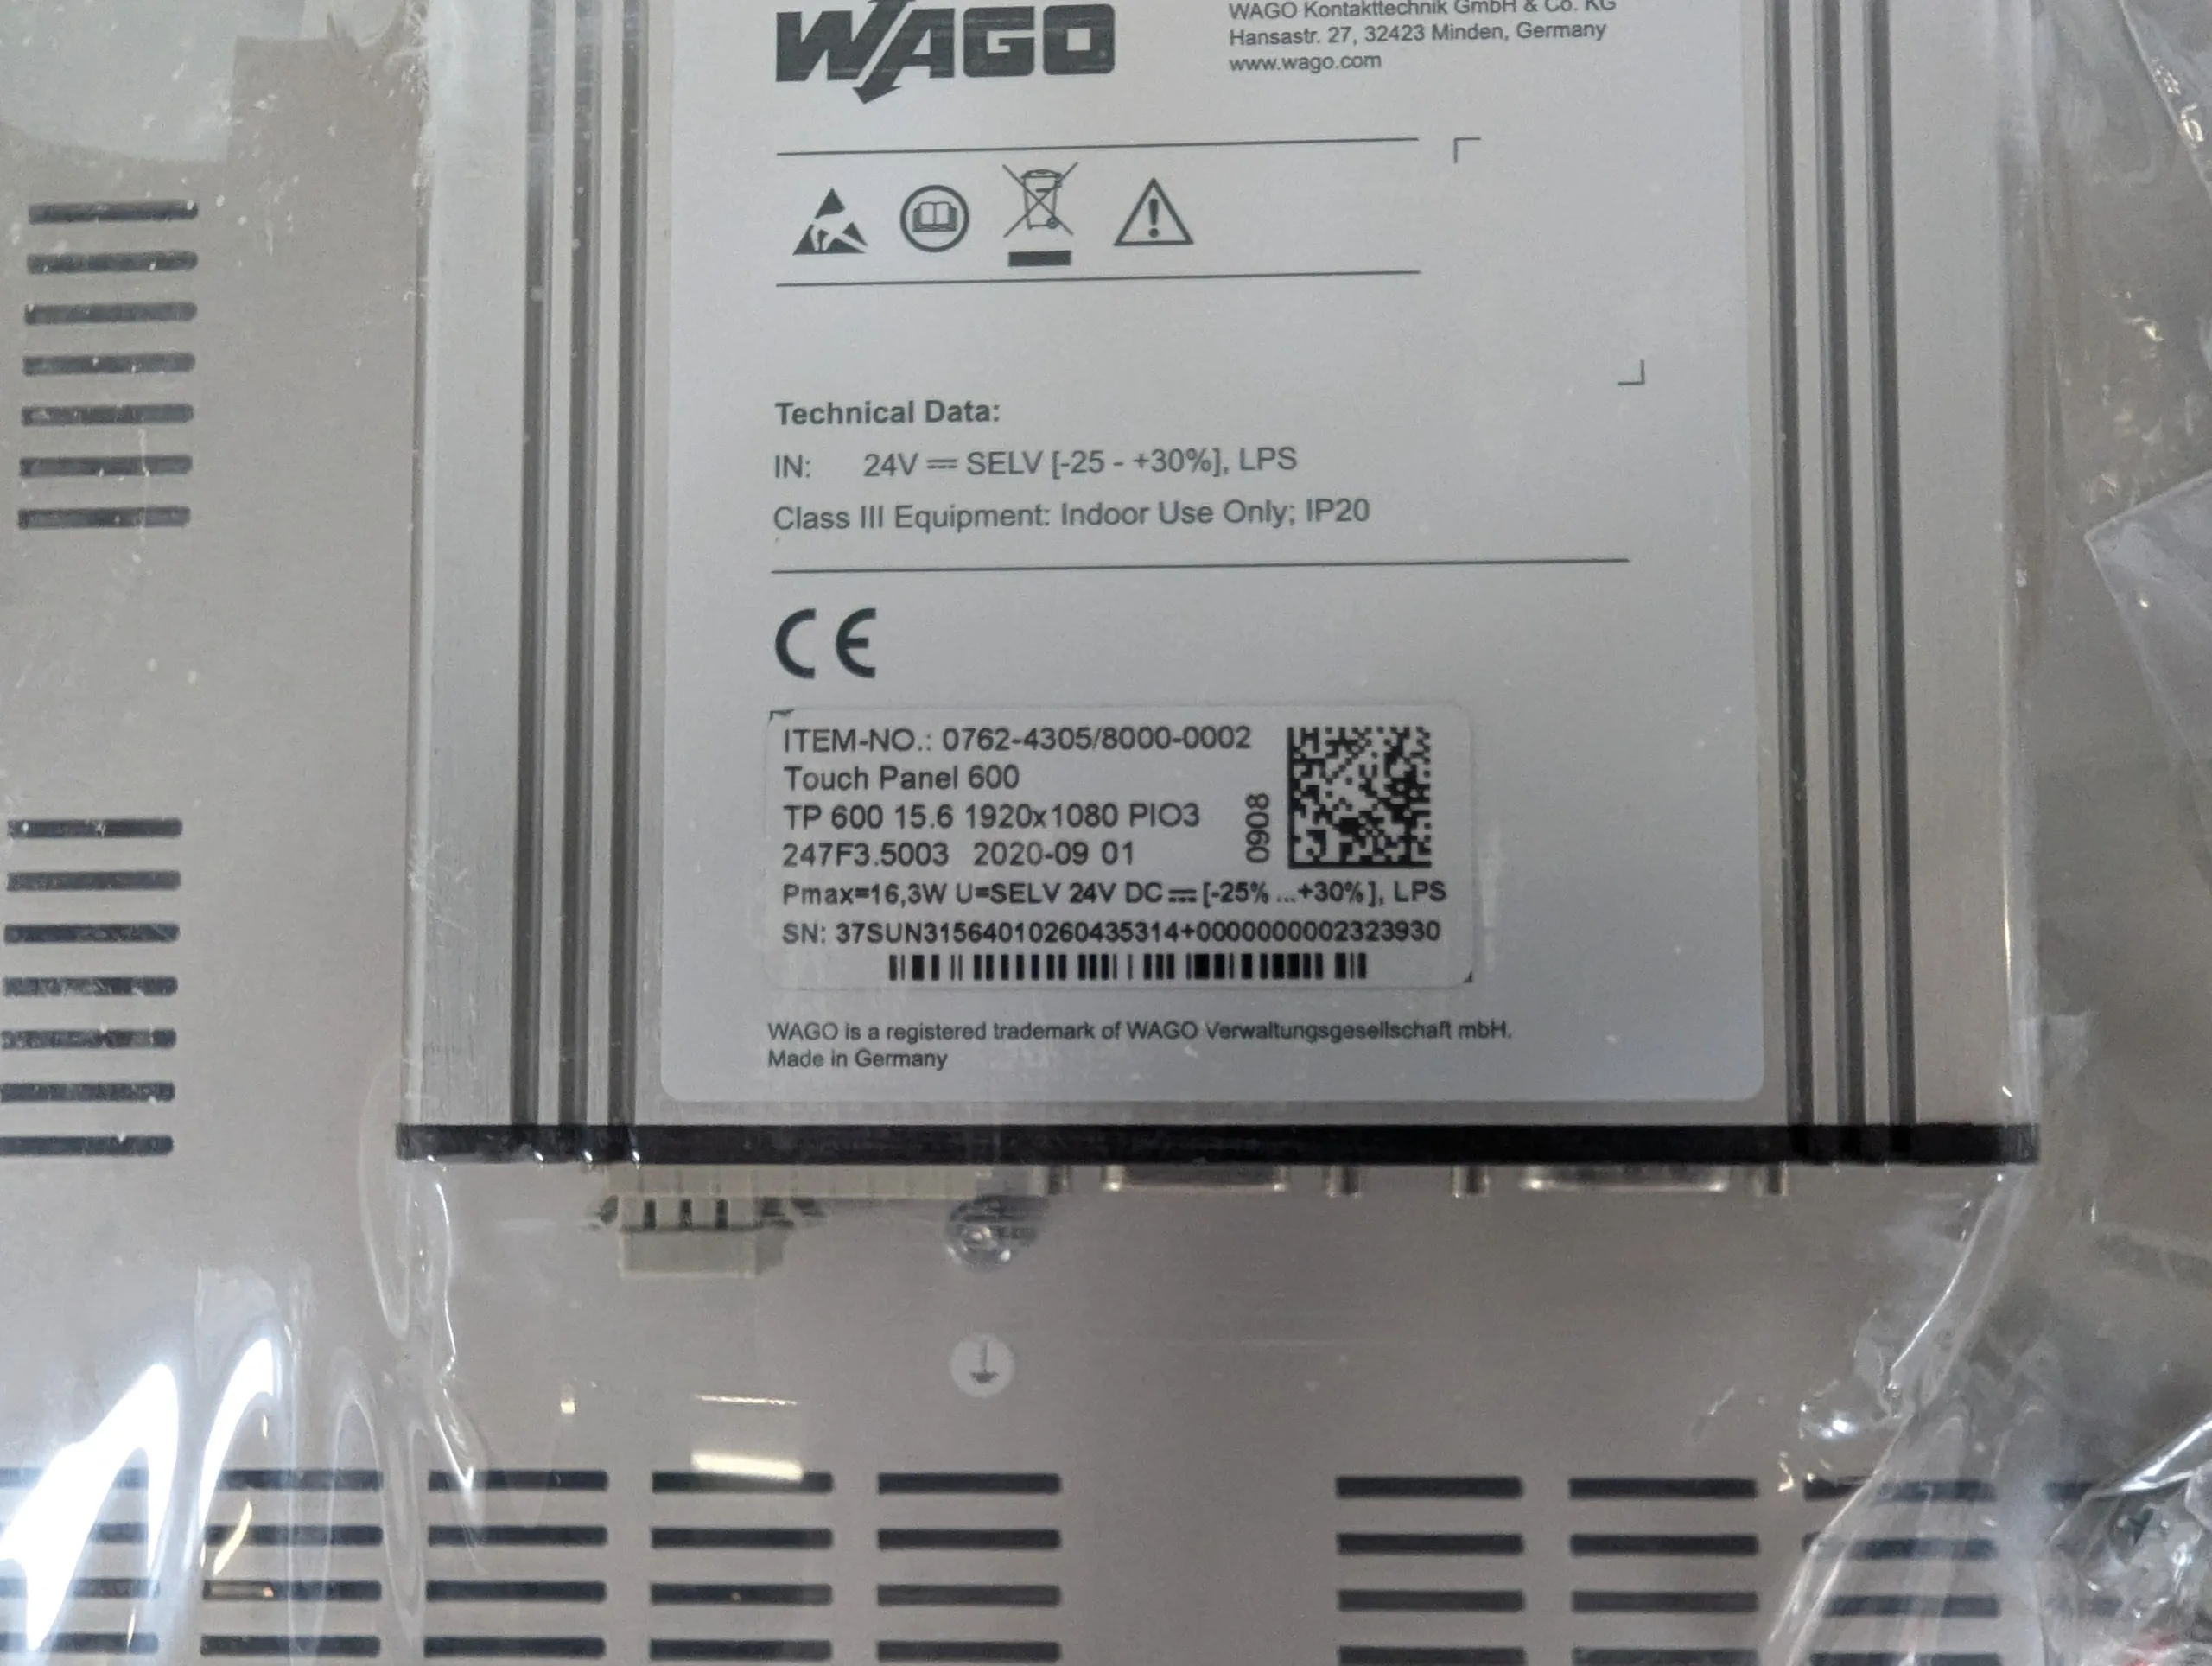 WAGO
WAGO Kontakttechnik GmbH & Co. KG
Hansastr. 27, 32423 Minden, Germany
www.wago.com
Technical Data:
IN: 24V ⎓ SELV [-25 - +30%], LPS
Class III Equipment: Indoor Use Only; IP20
CE
ITEM-NO.: 0762-4305/8000-0002
Touch Panel 600
TP 600 15.6 1920x1080 PIO3
247F3.5003 2020-09 01
0908
Pmax=16,3W U=SELV 24V DC⎓[-25% ...+30%], LPS
SN: 37SUN31564010260435314+0000000002323930
WAGO is a registered trademark of WAGO Verwaltungsgesellschaft mbH.
Made in Germany